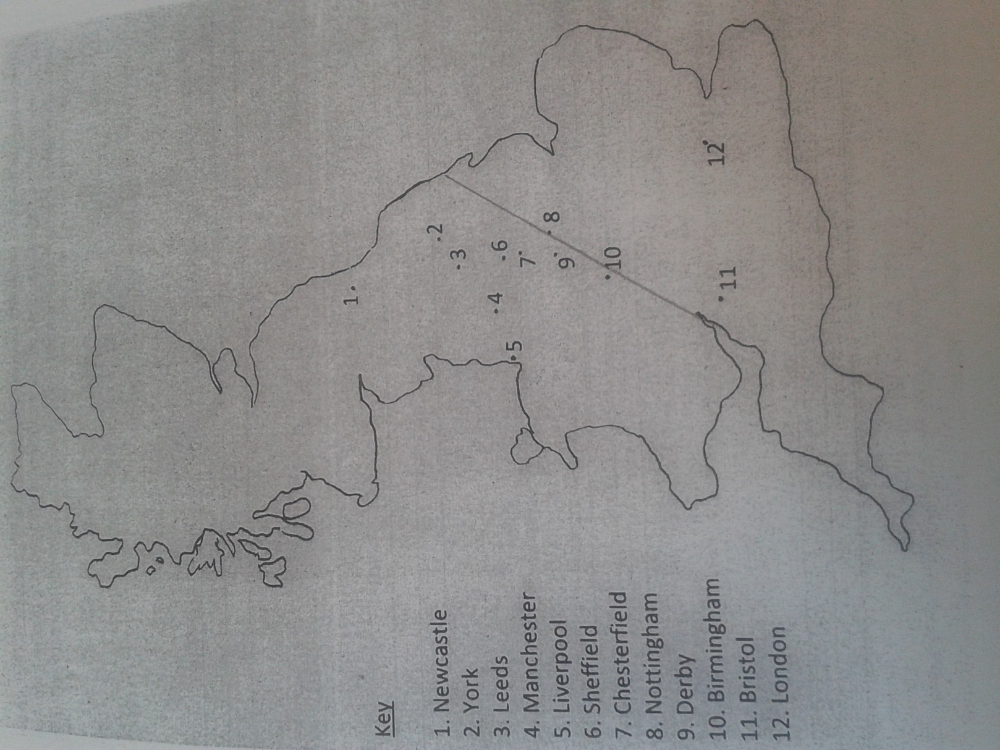 Key
1. Newcastle
2. York
3. Leeds
4. Manchester
5. Liverpool
6. Sheffield
7. Chesterfield
8. Nottingham
9. Derby
10. Birmingham
11. Bristol
12. London
1
2
3
4
5
6
7
8
9
10
11
12